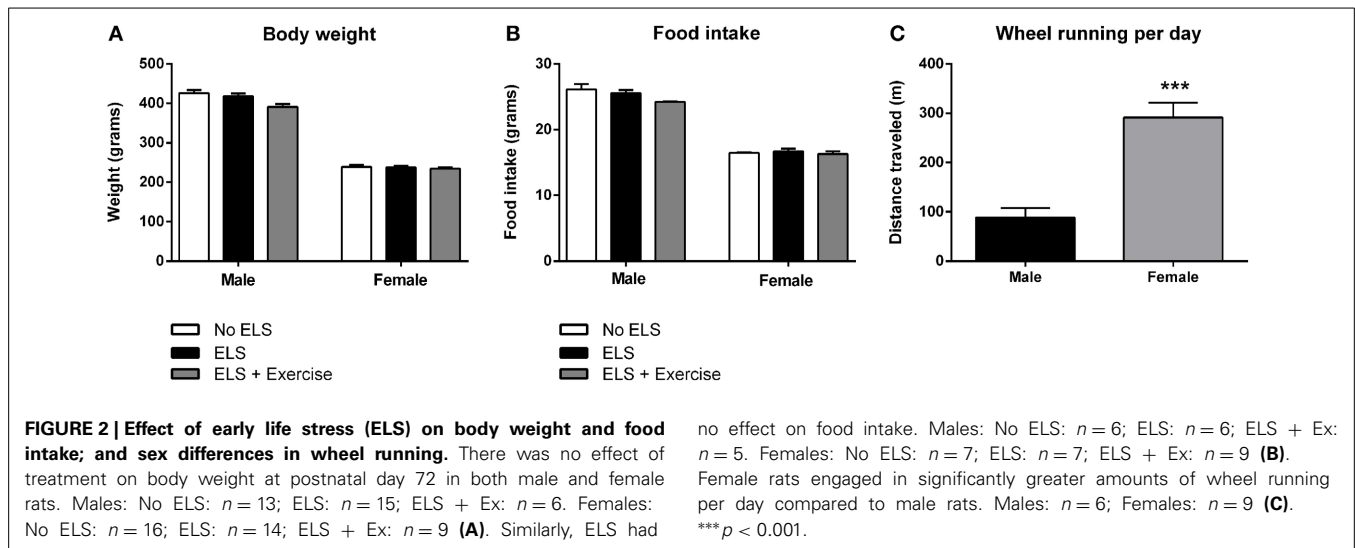 A
Body weight
500
400
300
200
100
0
Weight (grams)
Male
Female
No ELS
ELS
ELS + Exercise
B
Food intake
30
20
10
0
Food intake (grams)
Male
Female
No ELS
ELS
ELS + Exercise
C
Wheel running per day
400
300
200
100
0
Distance traveled (m)
***
Male
Female
FIGURE 2 | Effect of early life stress (ELS) on body weight and food
intake; and sex differences in wheel running. There was no effect of
treatment on body weight at postnatal day 72 in both male and female
rats. Males: No ELS: n = 13; ELS: n = 15; ELS + Ex: n = 6. Females:
No ELS: n = 16; ELS: n = 14; ELS + Ex: n = 9 (A). Similarly, ELS had
no effect on food intake. Males: No ELS: n = 6; ELS: n = 6; ELS + Ex:
n = 5. Females: No ELS: n = 7; ELS: n = 7; ELS + Ex: n = 9 (B).
Female rats engaged in significantly greater amounts of wheel running
per day compared to male rats. Males: n = 6; Females: n = 9 (C).
***p < 0.001.